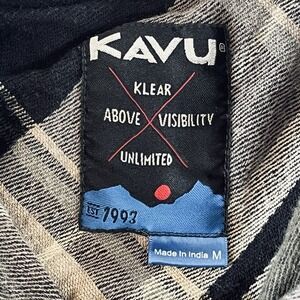 KAVU®
KLEAR
ABOVE VISIBILITY
UNLIMITED
EST 1993
Made in India M